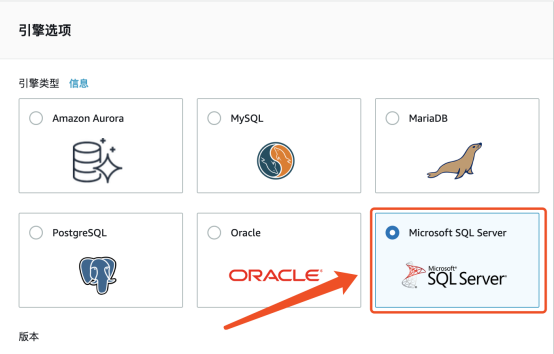 引擎选项
引擎类型 信息
Amazon Aurora
MySQL
MariaDB
PostgreSQL
Oracle
Microsoft SQL Server
ORACLE
Microsoft
SQL Server
版本